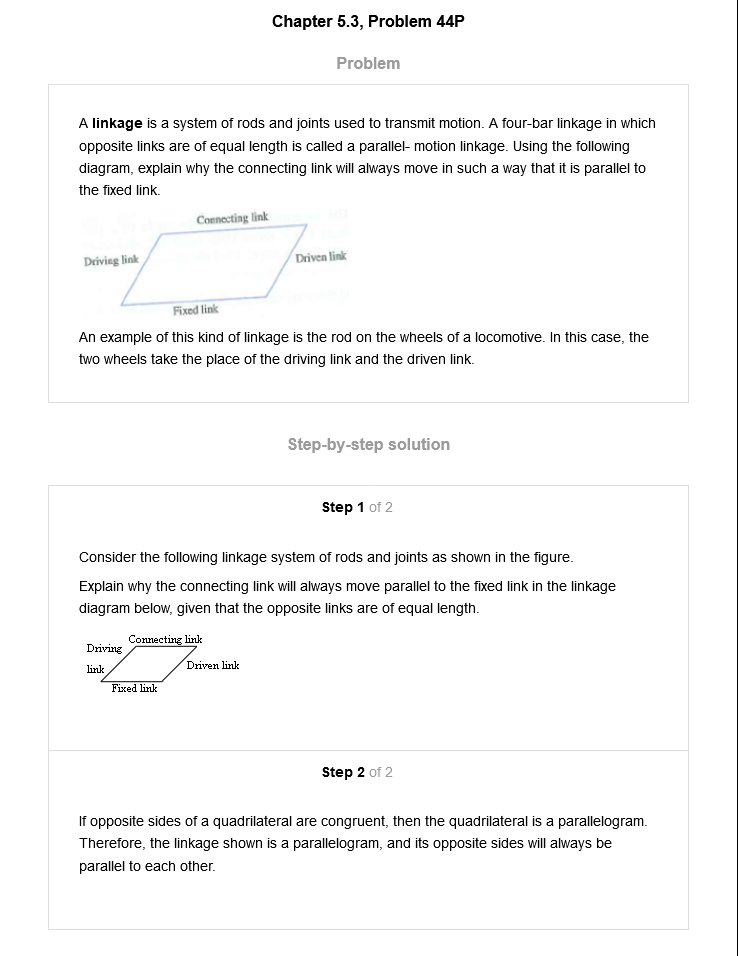 Chapter 5.3, Problem 44P
Problem
A linkage is a system of rods and joints used to transmit motion. A four-bar linkage in which
opposite links are of equal length is called a parallel- motion linkage. Using the following
diagram, explain why the connecting link will always move in such a way that it is parallel to
the fixed link.
Connecting link
Driving link
Driven link
Fixed link
An example of this kind of linkage is the rod on the wheels of a locomotive. In this case, the
two wheels take the place of the driving link and the driven link.
Step-by-step solution
Step 1 of 2
Consider the following linkage system of rods and joints as shown in the figure.
Explain why the connecting link will always move parallel to the fixed link in the linkage
diagram below, given that the opposite links are of equal length.
Connecting link
Driving
link
Driven link
Fixed link
Step 2 of 2
If opposite sides of a quadrilateral are congruent, then the quadrilateral is a parallelogram.
Therefore, the linkage shown is a parallelogram, and its opposite sides will always be
parallel to each other.